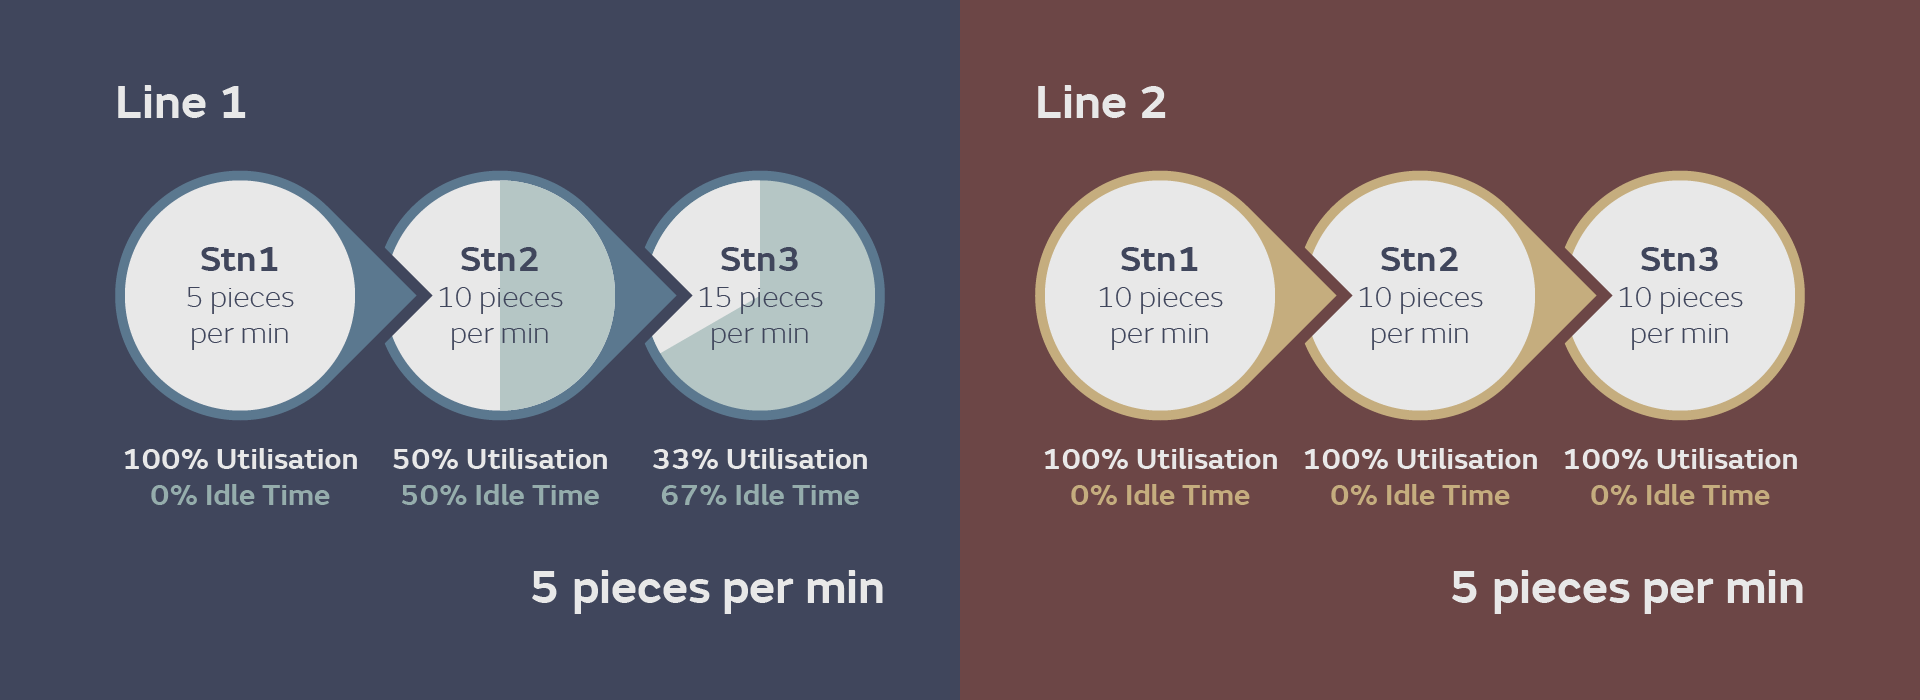 Line 1
Stn1
5 pieces
per min
Stn2
10 pieces
per min
Stn3
15 pieces
per min
100% Utilisation
0% Idle Time
50% Utilisation
50% Idle Time
33% Utilisation
67% Idle Time
5 pieces per min
Line 2
Stn1
10 pieces
per min
Stn2
10 pieces
per min
Stn3
10 pieces
per min
100% Utilisation
0% Idle Time
100% Utilisation
0% Idle Time
100% Utilisation
0% Idle Time
5 pieces per min